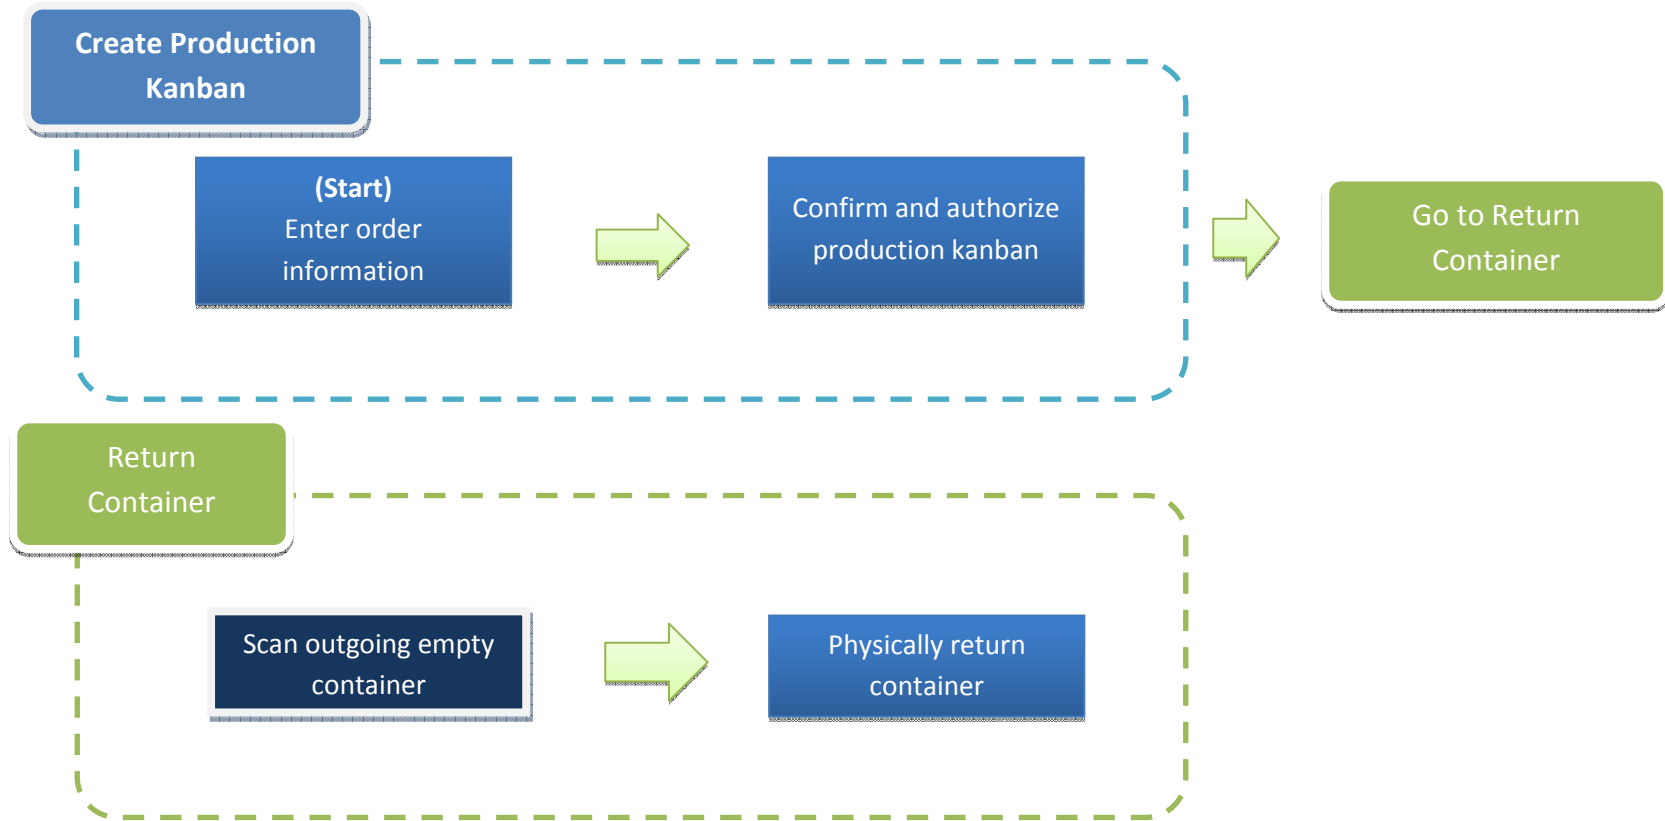 Create Production
Kanban
(Start)
Enter order
information
Confirm and authorize
production kanban
Go to Return
Container
Return
Container
Scan outgoing empty
container
Physically return
container